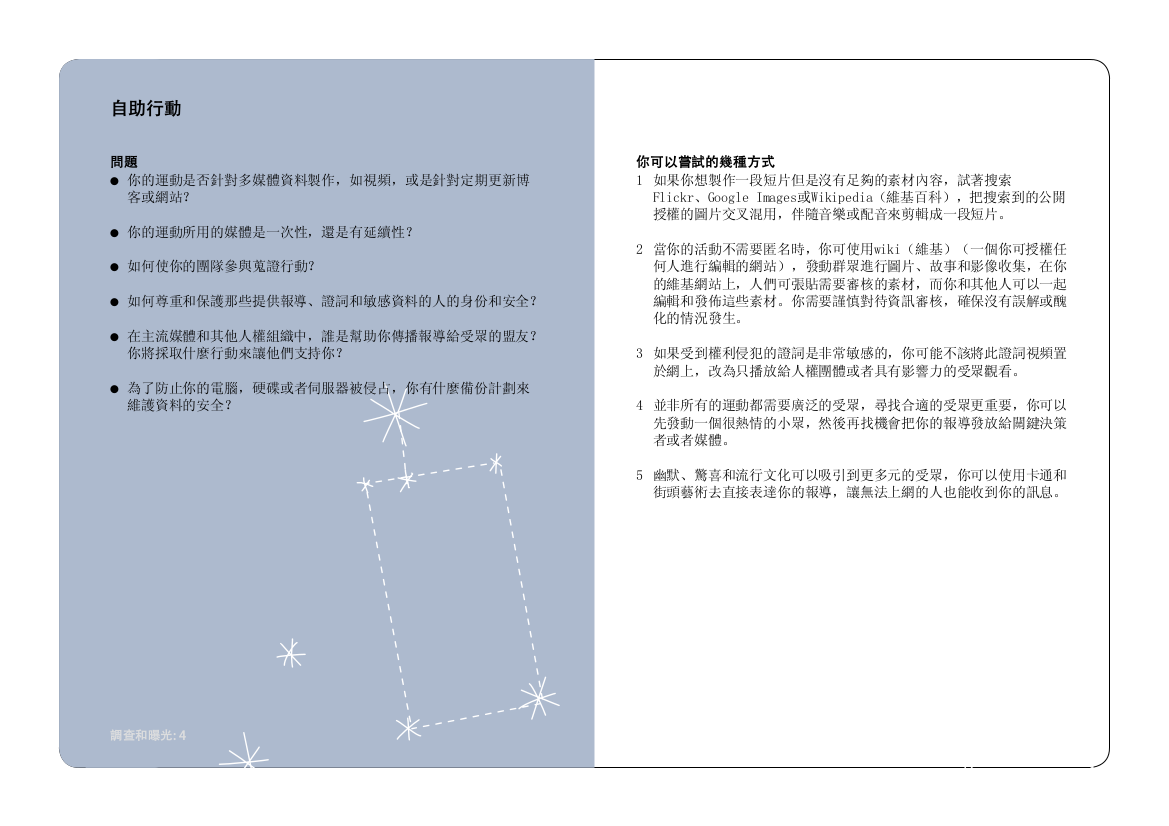 自助行動
問題
● 你的運動是否針對多媒體資料製作，如視頻，或是針對定期更新博
客或網站？
● 你的運動所用的媒體是一次性，還是有延續性？
● 如何使你的團隊參與蒐證行動？
● 如何尊重和保護那些提供報導、證詞和敏感資料的人的身份和安全？
● 在主流媒體和其他人權組織中，誰是幫助你傳播報導給受眾的盟友？
你將採取什麼行動來讓他們支持你？
● 為了防止你的電腦，硬碟或者伺服器被侵占，你有什麼備份計劃來
維護資料的安全？
調查和曝光: 4
你可以嘗試的幾種方式
1 如果你想製作一段短片但是沒有足夠的素材內容，試著搜索
Flickr、Google Images或Wikipedia（維基百科），把搜索到的公開
授權的圖片交叉混用，伴隨音樂或配音來剪輯成一段短片。
2 當你的活動不需要匿名時，你可使用wiki（維基）（一個你可授權任
何人進行編輯的網站），發動群眾進行圖片、故事和影像收集，在你
的維基網站上，人們可張貼需要審核的素材，而你和其他人可以一起
編輯和發佈這些素材。你需要謹慎對待資訊審核，確保沒有誤解或醜
化的情況發生。
3 如果受到權利侵犯的證詞是非常敏感的，你可能不該將此證詞視頻置
於網上，改為只播放給人權團體或者具有影響力的受眾觀看。
4 並非所有的運動都需要廣泛的受眾，尋找合適的受眾更重要，你可以
先發動一個很熱情的小眾，然後再找機會把你的報導發放給關鍵決策
者或者媒體。
5 幽默、驚喜和流行文化可以吸引到更多元的受眾，你可以使用卡通和
街頭藝術去直接表達你的報導，讓無法上網的人也能收到你的訊息。